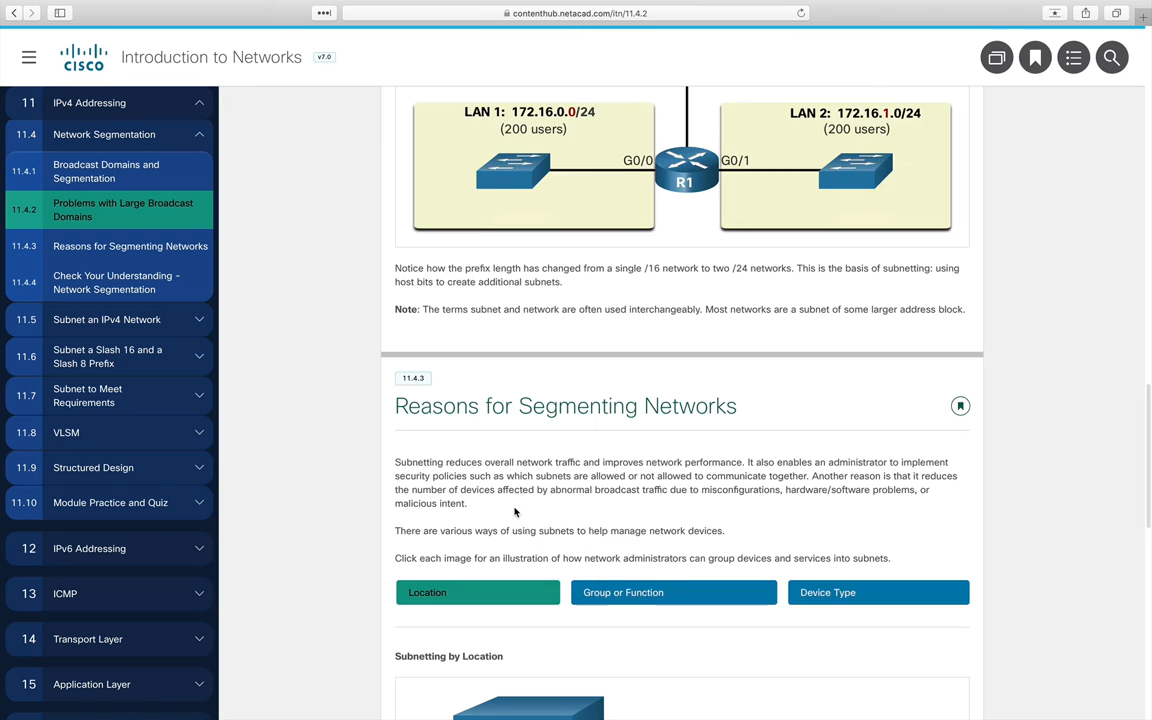 contenthub.netacad.com/itn/11.4.2
CISCO
Introduction to Networks
v7.0
11 IPv4 Addressing
11.4 Network Segmentation
11.4.1 Broadcast Domains and
Segmentation
11.4.2 Problems with Large Broadcast
Domains
11.4.3 Reasons for Segmenting Networks
11.4.4 Check Your Understanding -
Network Segmentation
11.5 Subnet an IPv4 Network
11.6 Subnet a Slash 16 and a
Slash 8 Prefix
11.7 Subnet to Meet
Requirements
11.8 VLSM
11.9 Structured Design
11.10 Module Practice and Quiz
12 IPv6 Addressing
13 ICMP
14 Transport Layer
15 Application Layer
LAN 1: 172.16.0.0/24
(200 users)
LAN 2: 172.16.1.0/24
(200 users)
G0/0
G0/1
R1
Notice how the prefix length has changed from a single /16 network to two /24 networks. This is the basis of subnetting: using
host bits to create additional subnets.
Note: The terms subnet and network are often used interchangeably. Most networks are a subnet of some larger address block.
11.4.3
Reasons for Segmenting Networks
Subnetting reduces overall network traffic and improves network performance. It also enables an administrator to implement
security policies such as which subnets are allowed or not allowed to communicate together. Another reason is that it reduces
the number of devices affected by abnormal broadcast traffic due to misconfigurations, hardware/software problems, or
malicious intent.
There are various ways of using subnets to help manage network devices.
Click each image for an illustration of how network administrators can group devices and services into subnets.
Location
Group or Function
Device Type
Subnetting by Location